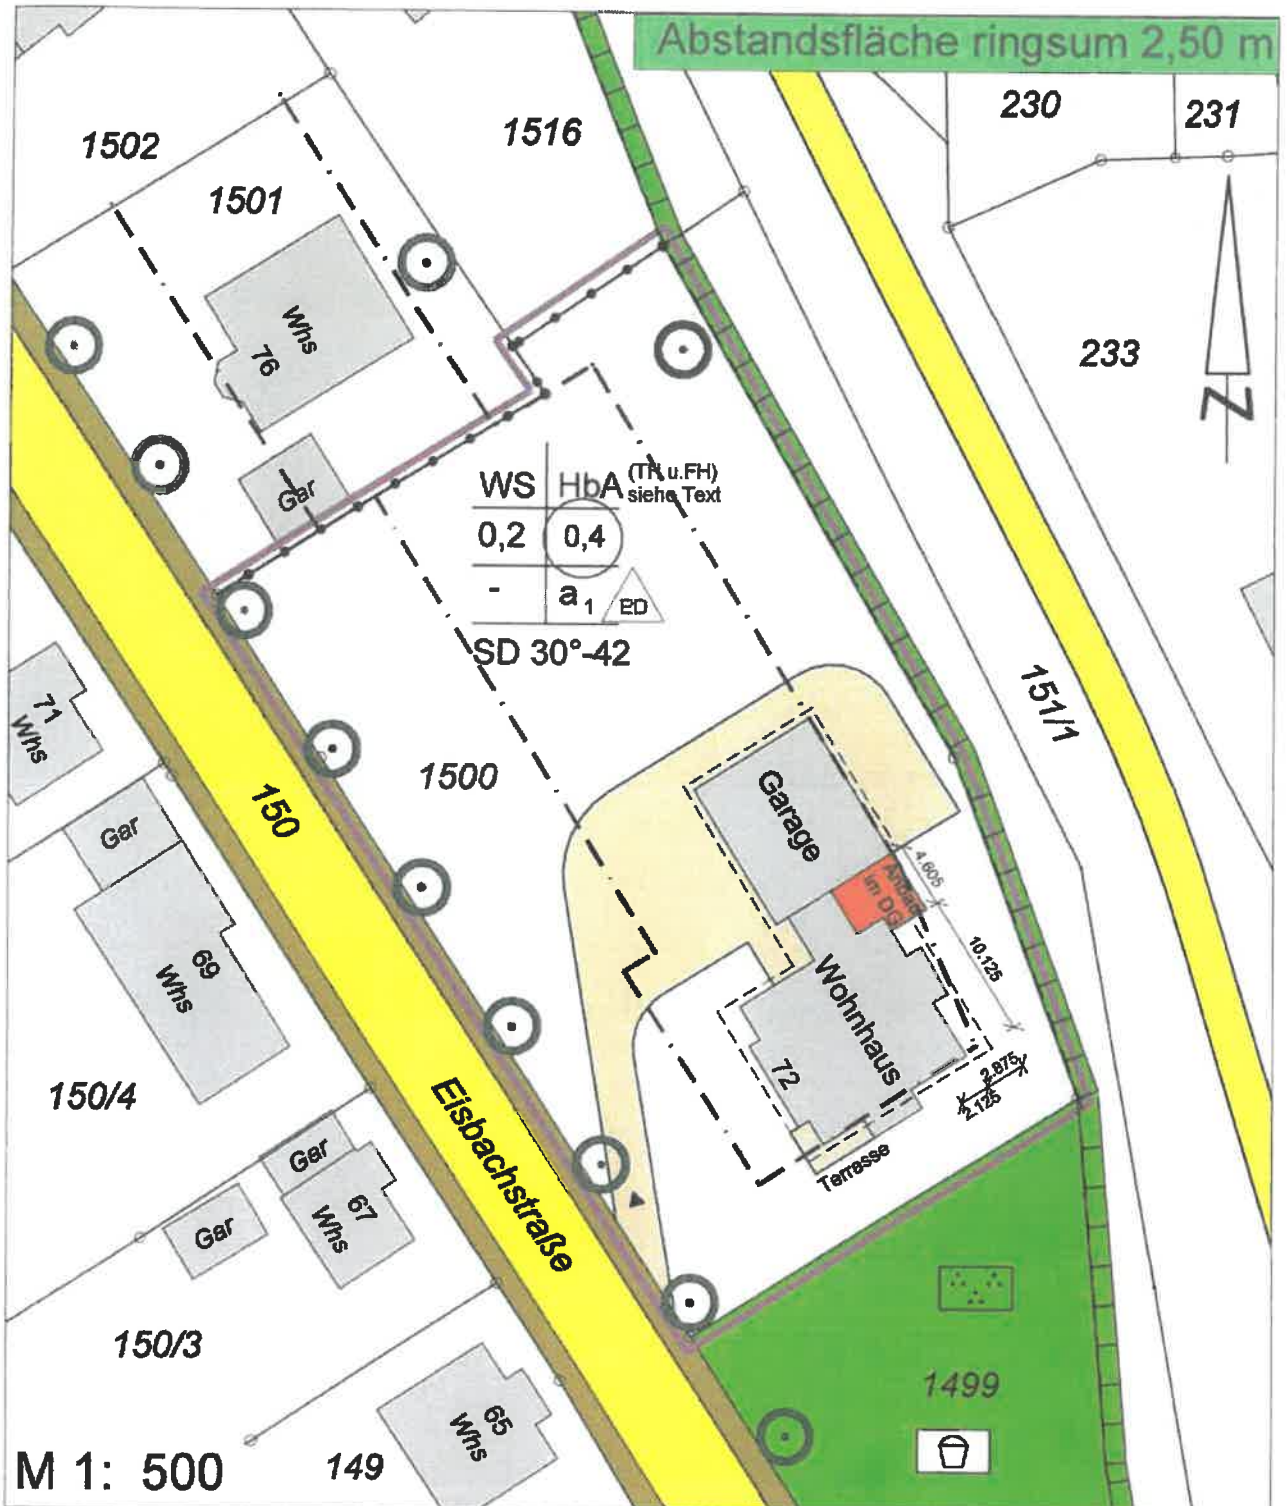 Abstandsfläche ringsum 2,50 m
1502
1501
1516
230
231
233
Whs
76
Gar
N
WS
HbA
(TH u.FH)
siehe Text
0,2
0,4
-
a 1
ED
SD 30°-42
71
Whs
150
1500
151/1
Gar
Garage
4.605
Anbau
im DG
10.125
69
Whs
Wohnhaus
72
2.875
2.125
150/4
Eisbachstraße
Terrasse
Gar
67
Whs
Gar
150/3
1499
65
Whs
149
M 1: 500